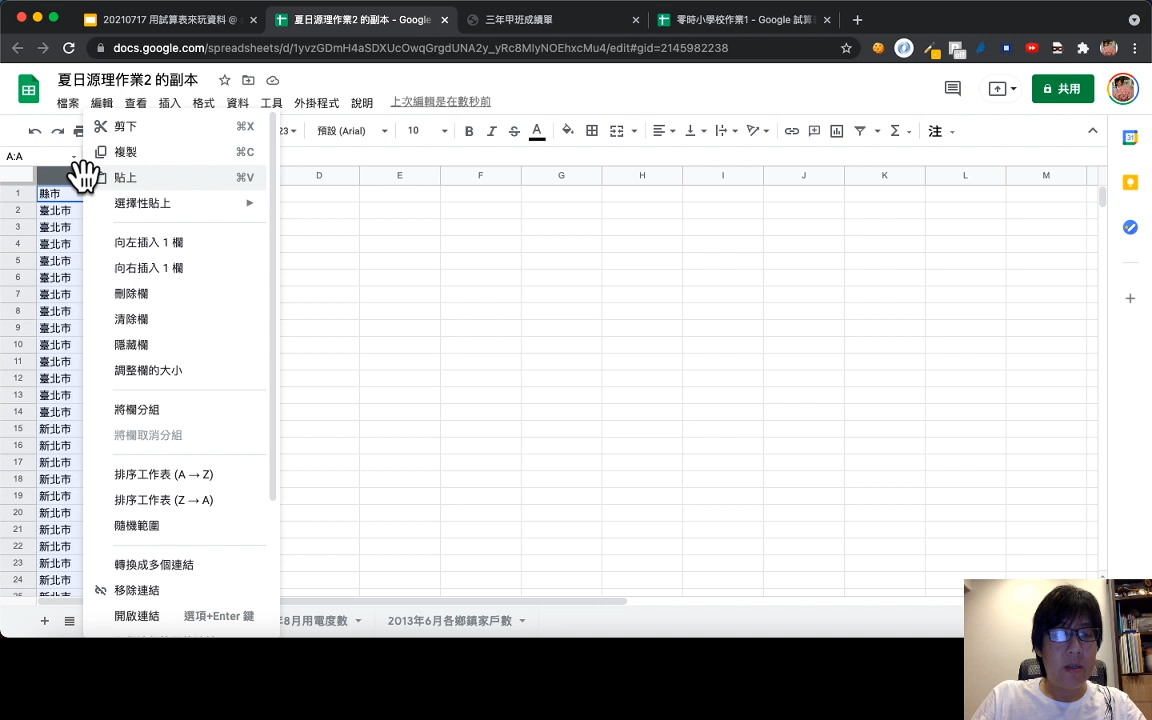 20210717 用試算表來玩資料 @
夏日源理作業2 的副本 - Google
三年甲班成績單
零時小學校作業1 - Google 試算
docs.google.com/spreadsheets/d/1yvzGDmH4aSDXUcOwqGrgdUNA2y_yRc8MlyNOEhxcMu4/edit#gid=2145982238
夏日源理作業2 的副本
共用
檔案 編輯 查看 插入 格式 資料 工具 外掛程式 說明 上次編輯是在數秒前
23 預設 (Arial) 10 B I S A Σ 注
A:A
剪下 ⌘X
複製 ⌘C
貼上 ⌘V
選擇性貼上
向左插入 1 欄
向右插入 1 欄
刪除欄
清除欄
隱藏欄
調整欄的大小
將欄分組
將欄取消分組
排序工作表 (A → Z)
排序工作表 (Z → A)
隨機範圍
轉換成多個連結
移除連結
開啟連結 選項+Enter 鍵
D E F G H I J K L M
1 縣市
2 臺北市
3 臺北市
4 臺北市
5 臺北市
6 臺北市
7 臺北市
8 臺北市
9 臺北市
10 臺北市
11 臺北市
12 臺北市
13 臺北市
14 臺北市
15 新北市
16 新北市
17 新北市
18 新北市
19 新北市
20 新北市
21 新北市
22 新北市
23 新北市
24 新北市
8月用電度數
2013年6月各鄉鎮家戶數
31